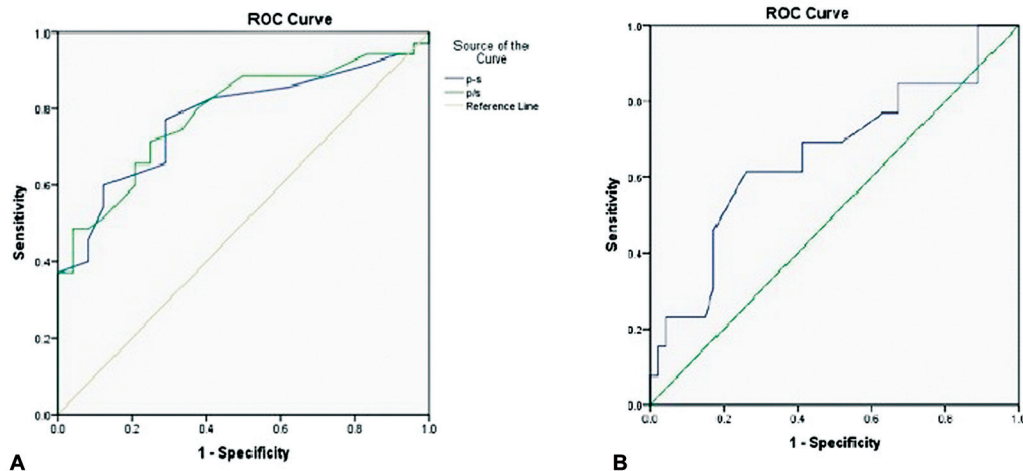 ROC Curve
Source of the
Curve
p-s
p/s
Reference Line
Sensitivity
1.0
0.8
0.6
0.4
0.2
0.0
0.0 0.2 0.4 0.6 0.8 1.0
1 - Specificity
A
ROC Curve
Sensitivity
1.0
0.8
0.6
0.4
0.2
0.0
0.0 0.2 0.4 0.6 0.8 1.0
1 - Specificity
B